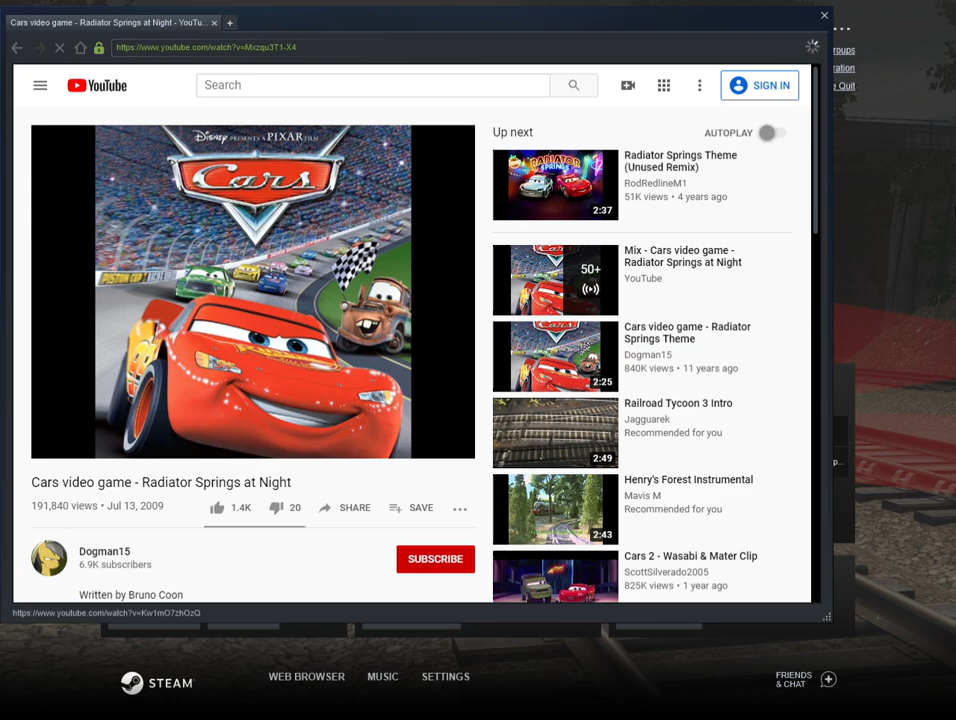 Cars video game - Radiator Springs at Night - YouTu...
https://www.youtube.com/watch?v=Mxzqu3T1-X4
roups
ration
e Quit
YouTube
Search
SIGN IN
DISNEY PRESENTS A PIXAR FILM
Cars
PISTON CUP
Up next
AUTOPLAY
RADIATOR SPRINGS
2:37
Radiator Springs Theme
(Unused Remix)
RodRedlineM1
51K views • 4 years ago
50+
Mix - Cars video game -
Radiator Springs at Night
YouTube
2:25
Cars video game - Radiator
Springs Theme
Dogman15
840K views • 11 years ago
2:49
Railroad Tycoon 3 Intro
Jagguarek
Recommended for you
2:43
Henry's Forest Instrumental
Mavis M
Recommended for you
Cars 2 - Wasabi & Mater Clip
ScottSilverado2005
825K views • 1 year ago
p...
Cars video game - Radiator Springs at Night
191,840 views • Jul 13, 2009
1.4K
20
SHARE
SAVE
Dogman15
6.9K subscribers
SUBSCRIBE
Written by Bruno Coon
https://www.youtube.com/watch?v=Kw1mO7zhOzQ
STEAM
WEB BROWSER
MUSIC
SETTINGS
FRIENDS
& CHAT